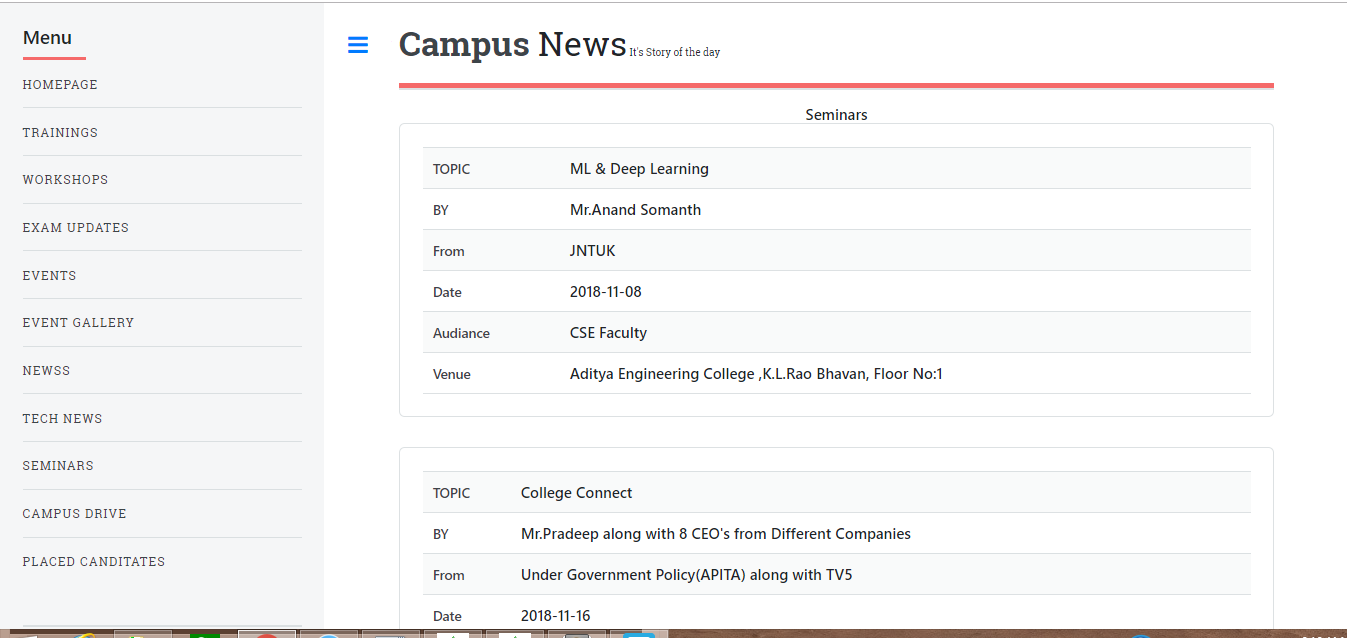 Menu
HOMEPAGE
TRAININGS
WORKSHOPS
EXAM UPDATES
EVENTS
EVENT GALLERY
NEWSS
TECH NEWS
SEMINARS
CAMPUS DRIVE
PLACED CANDITATES
Campus News It's Story of the day
Seminars
TOPIC ML & Deep Learning
BY Mr.Anand Somanth
From JNTUK
Date 2018-11-08
Audiance CSE Faculty
Venue Aditya Engineering College ,K.L.Rao Bhavan, Floor No:1
TOPIC College Connect
BY Mr.Pradeep along with 8 CEO's from Different Companies
From Under Government Policy(APITA) along with TV5
Date 2018-11-16